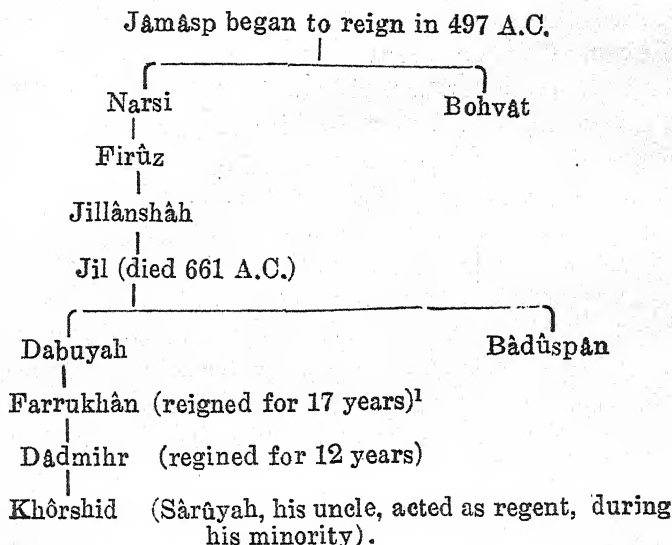 Jâmâsp began to reign in 497 A.C.
Narsi Bohvât
Firûz
Jillânshâh
Jil (died 661 A.C.)
Dabuyah Bâdûspân
Farrukhân (reigned for 17 years)¹
Dâdmihr (regined for 12 years)
Khôrshid (Sârûyah, his uncle, acted as regent, during
his minority).